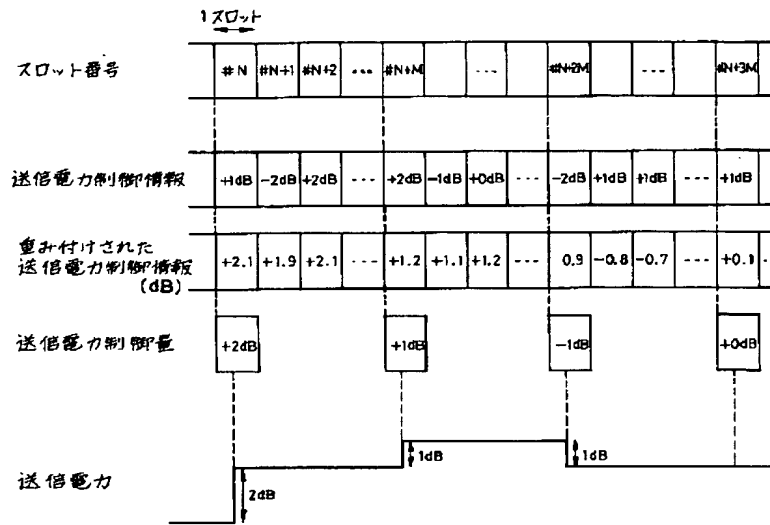 1スロット
スロット番号 #N #N+1 #N+2 --- #N+M --- #N+2M --- #N+3M
送信電力制御情報 +1dB -2dB +2dB --- +2dB -1dB +0dB --- -2dB +1dB +1dB --- +1dB
重み付けされた
送信電力制御情報
(dB)
+2.1 +1.9 +2.1 --- +1.2 +1.1 +1.2 --- 0.9 -0.8 -0.7 --- +0.1
送信電力制御量 +2dB +1dB -1dB +0dB
1dB 1dB
送信電力
2dB